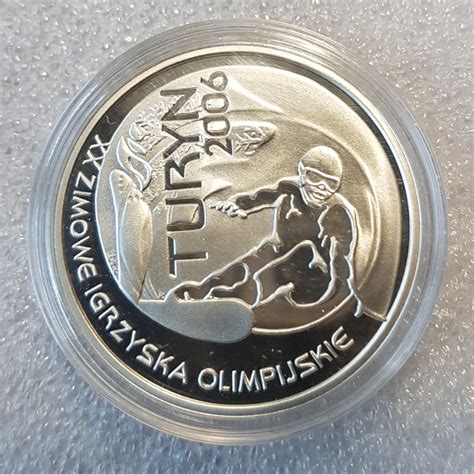 TURYN
2006
XX ZIMOWE IGRZYSKA OLIMPIJSKIE